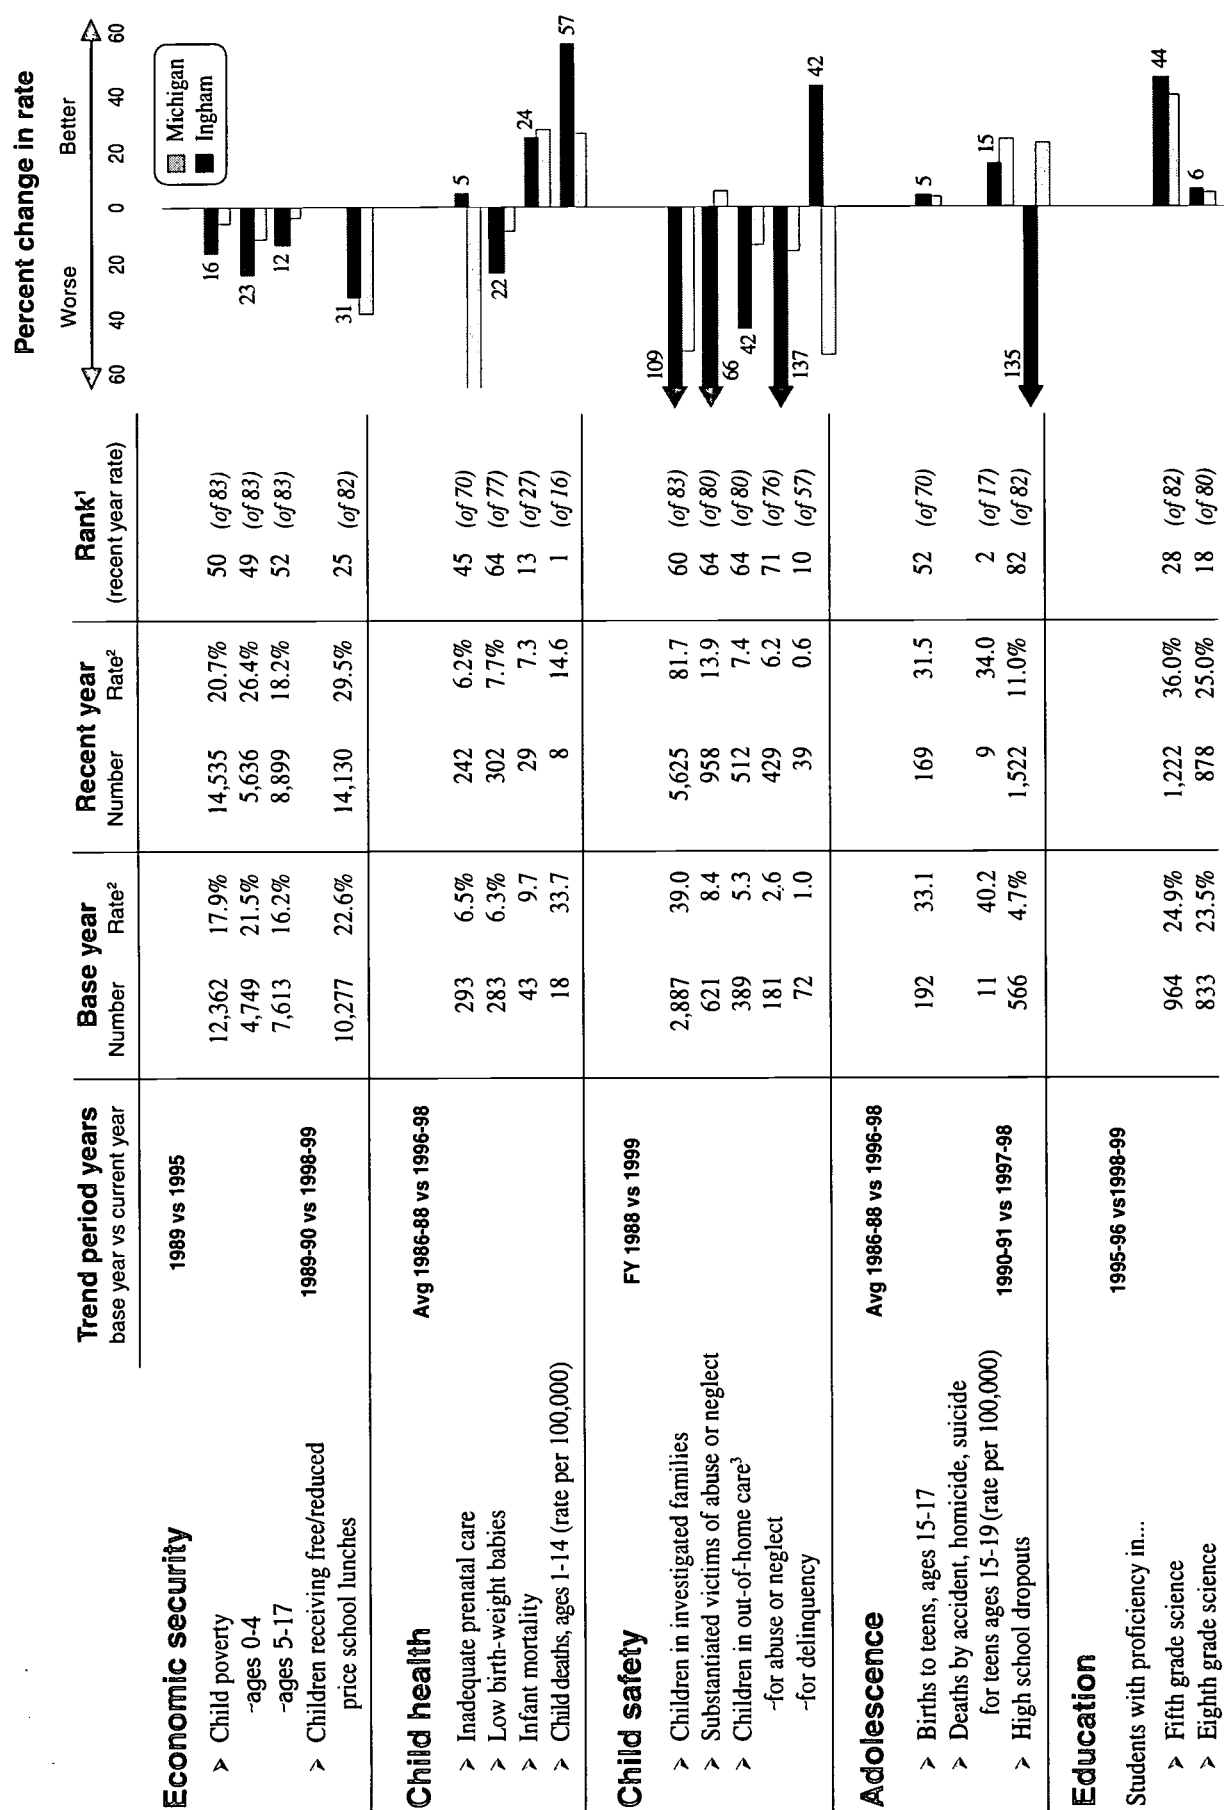 Percent change in rate
Trend period years Base year Recent year Rank¹ Worse Better
base year vs current year Number Rate² Number Rate² (recent year rate) 60 40 20 0 20 40 60
Michigan
Ingham
Economic security
1989 vs 1995
➢ Child poverty 12,362 17.9% 14,535 20.7% 50 (of 83) 16
-ages 0-4 4,749 21.5% 5,636 26.4% 49 (of 83) 23
-ages 5-17 7,613 16.2% 8,899 18.2% 52 (of 83) 12
➢ Children receiving free/reduced 1989-90 vs 1998-99
price school lunches 10,277 22.6% 14,130 29.5% 25 (of 82) 31
Child health Avg 1986-88 vs 1996-98
➢ Inadequate prenatal care 293 6.5% 242 6.2% 45 (of 70) 5
➢ Low birth-weight babies 283 6.3% 302 7.7% 64 (of 77) 22
➢ Infant mortality 43 9.7 29 7.3 13 (of 27) 24
➢ Child deaths, ages 1-14 (rate per 100,000) 18 33.7 8 14.6 1 (of 16) 57
Child safety FY 1988 vs 1999
➢ Children in investigated families 2,887 39.0 5,625 81.7 60 (of 83) 109
➢ Substantiated victims of abuse or neglect 621 8.4 958 13.9 64 (of 80) 66
➢ Children in out-of-home care³ 389 5.3 512 7.4 64 (of 80) 42
-for abuse or neglect 181 2.6 429 6.2 71 (of 76) 137
-for delinquency 72 1.0 39 0.6 10 (of 57) 42
Adolescence Avg 1986-88 vs 1996-98
➢ Births to teens, ages 15-17 192 33.1 169 31.5 52 (of 70) 5
➢ Deaths by accident, homicide, suicide
for teens ages 15-19 (rate per 100,000) 11 40.2 9 34.0 2 (of 17) 15
➢ High school dropouts 1990-91 vs 1997-98 566 4.7% 1,522 11.0% 82 (of 82) 135
Education
1995-96 vs1998-99
Students with proficiency in...
➢ Fifth grade science 964 24.9% 1,222 36.0% 28 (of 82) 44
➢ Eighth grade science 833 23.5% 878 25.0% 18 (of 80) 6